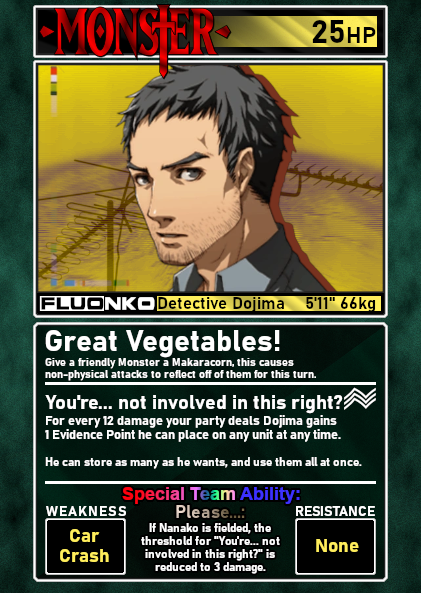 MONSTER
25HP
FLUONKO Detective Dojima 5'11" 66kg
Great Vegetables!
Give a friendly Monster a Makaracorn, this causes
non-physical attacks to reflect off of them for this turn.
You're... not involved in this right?
For every 12 damage your party deals Dojima gains
1 Evidence Point he can place on any unit at any time.
He can store as many as he wants, and use them all at once.
Special Team Ability:
Please...:
If Nanako is fielded, the
threshold for "You're... not
involved in this right?" is
reduced to 3 damage.
WEAKNESS
Car
Crash
RESISTANCE
None